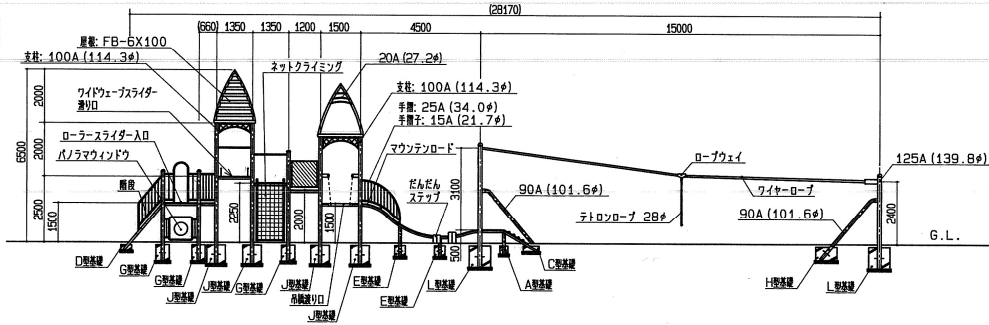 (28170)
(660) 1350 1350 1200 1500 4500 15000
屋根: FB-6X100
支柱: 100A (114.3φ)
ネットクライミング
20A (27.2φ)
支柱: 100A (114.3φ)
手摺: 25A (34.0φ)
手摺子: 15A (21.7φ)
マウンテンロード
ワイドウェーブスライダー
滑り口
ローラースライダー入口
パノラマウィンドウ
階段
6500
2000
2000
2500
1500
2250
2000
1500
だんだん
ステップ
3100
500
90A (101.6φ)
ロープウェイ
ワイヤーロープ
テトロンロープ 28φ
125A (139.8φ)
90A (101.6φ)
2400
G.L.
D型基礎
G型基礎
G型基礎
J型基礎
J型基礎
G型基礎
J型基礎
吊橋渡り口
J型基礎
E型基礎
E型基礎
L型基礎
A型基礎
C型基礎
H型基礎
L型基礎